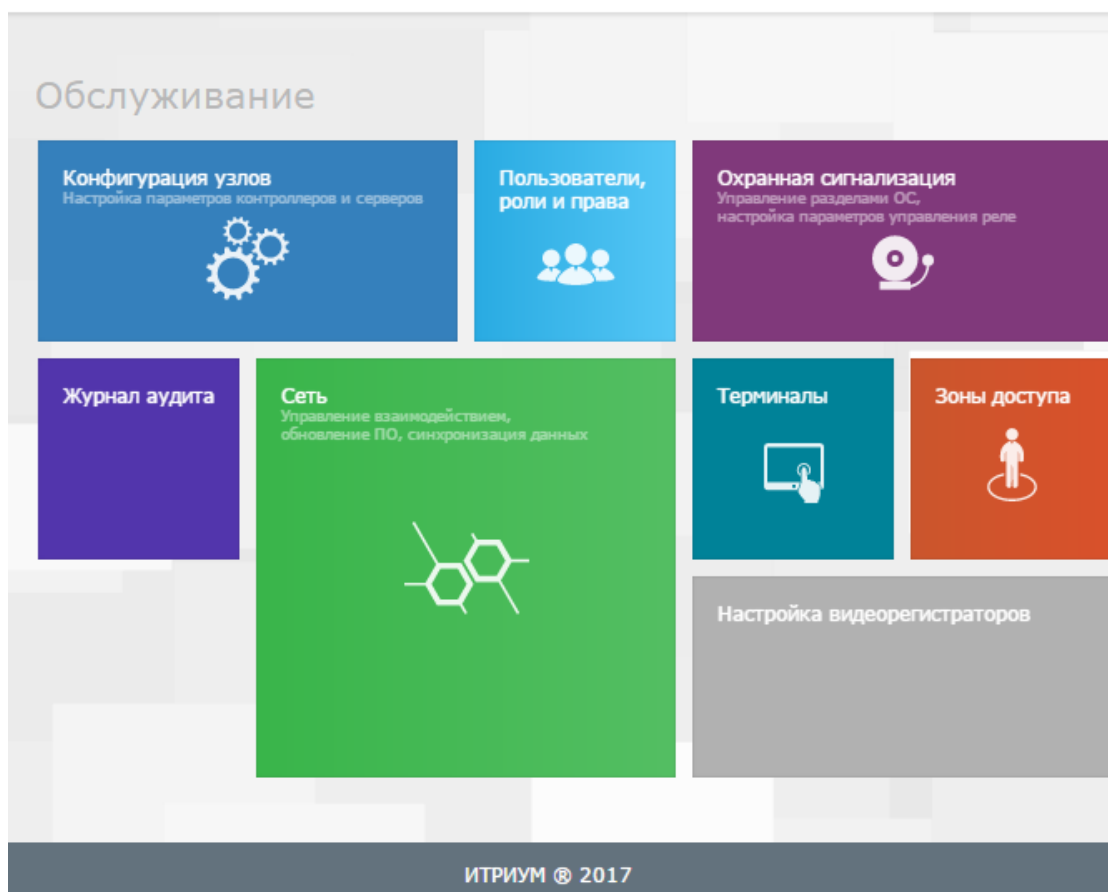 Обслуживание
Конфигурация узлов
Настройка параметров контроллеров и серверов
Пользователи,
роли и права
Охранная сигнализация
Управление разделами ОС,
настройка параметров управления реле
Журнал аудита
Сеть
Управление взаимодействием,
обновление ПО, синхронизация данных
Терминалы
Зоны доступа
Настройка видеорегистраторов
ИТРИУМ ® 2017